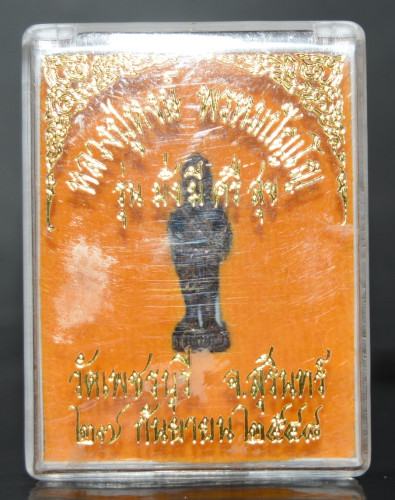 หลวงปู่หงษ์ พรหมปัญโญ
รุ่น มั่ง มี ศรี สุข
วัดเพชรบุรี จ.สุรินทร์
๒๗ กันยายน ๒๕๔๘